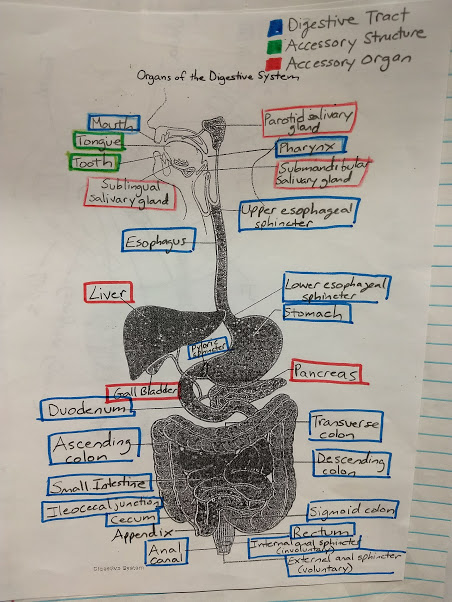 Digestive Tract
Accessory Structure
Accessory Organ
Organs of the Digestive System
Mouth
Tongue
Tooth
Sublingual
salivary gland
Parotid salivary
gland
Pharynx
Submandibular
Salivary gland
Upper esophageal
sphincter
Esophagus
Liver
Lower esophageal
sphincter
Stomach
Pyloric
sphincter
Gall Bladder
Pancreas
Duodenum
Transverse
colon
Ascending
colon
Descending
colon
Small Intestine
Ileocecal junction
Cecum
Appendix
Sigmoid colon
Rectum
Anal
canal
Internal anal sphincter
(involuntary)
External anal sphincter
(voluntary)
Digestive System